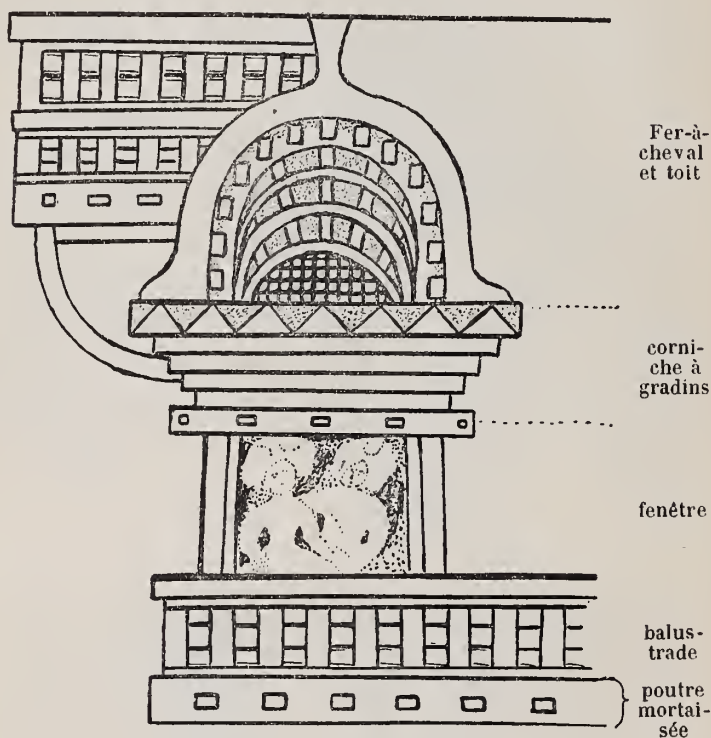 Fer-à-
cheval
et toit
corni-
che à
gradins
fenêtre
balus-
trade
poutre
mortai-
sée